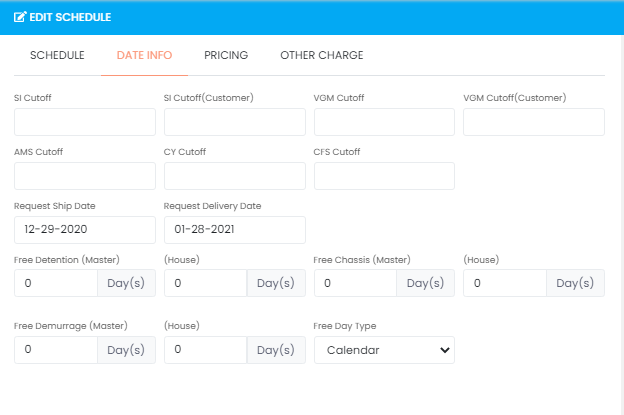 EDIT SCHEDULE
SCHEDULE DATE INFO PRICING OTHER CHARGE
SI Cutoff SI Cutoff(Customer) VGM Cutoff VGM Cutoff(Customer)
AMS Cutoff CY Cutoff CFS Cutoff
Request Ship Date Request Delivery Date
12-29-2020 01-28-2021
Free Detention (Master) (House) Free Chassis (Master) (House)
0 Day(s) 0 Day(s) 0 Day(s) 0 Day(s)
Free Demurrage (Master) (House) Free Day Type
0 Day(s) 0 Day(s) Calendar